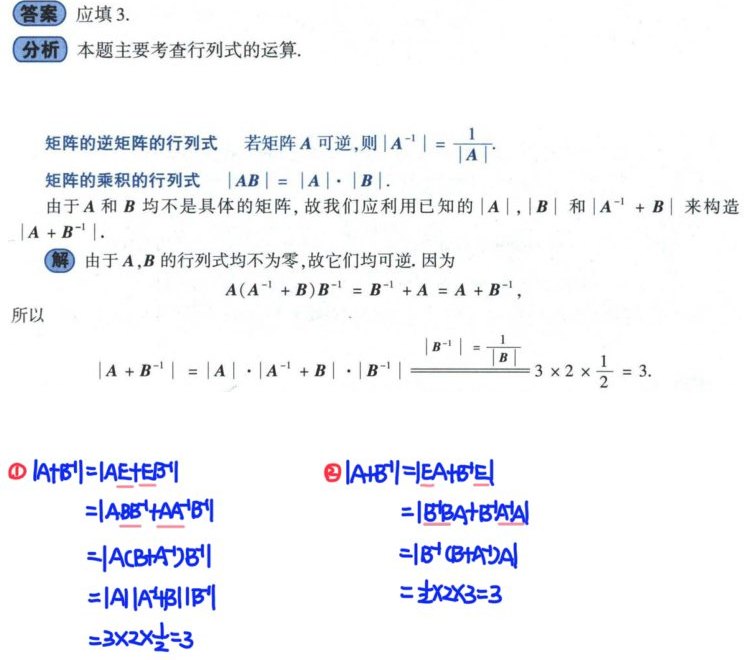 答案 应填 3.
分析 本题主要考查行列式的运算.
矩阵的逆矩阵的行列式 若矩阵 A 可逆,则 | A⁻¹ | = 1/| A |.
矩阵的乘积的行列式 | AB | = | A | · | B |.
由于 A 和 B 均不是具体的矩阵, 故我们应利用已知的 | A | , | B | 和 | A⁻¹ + B | 来构造
| A + B⁻¹ | .
解 由于 A,B 的行列式均不为零,故它们均可逆. 因为
A(A⁻¹ + B)B⁻¹ = B⁻¹ + A = A + B⁻¹ ,
所以
| A + B⁻¹ | = | A | · | A⁻¹ + B | · | B⁻¹ | | B⁻¹ | = 1/| B | 3 × 2 × 1/2 = 3.
① |A+B⁻¹|=|AE+EB⁻¹|
=|ABB⁻¹+AA⁻¹B⁻¹|
=|A(B+A⁻¹)B⁻¹|
=|A||A⁻¹+B||B⁻¹|
=3×2×1/2=3
② |A+B⁻¹|=|EA+B⁻¹E|
=|B⁻¹BA+B⁻¹A⁻¹A|
=|B⁻¹(B+A⁻¹)A|
=1/2×2×3=3